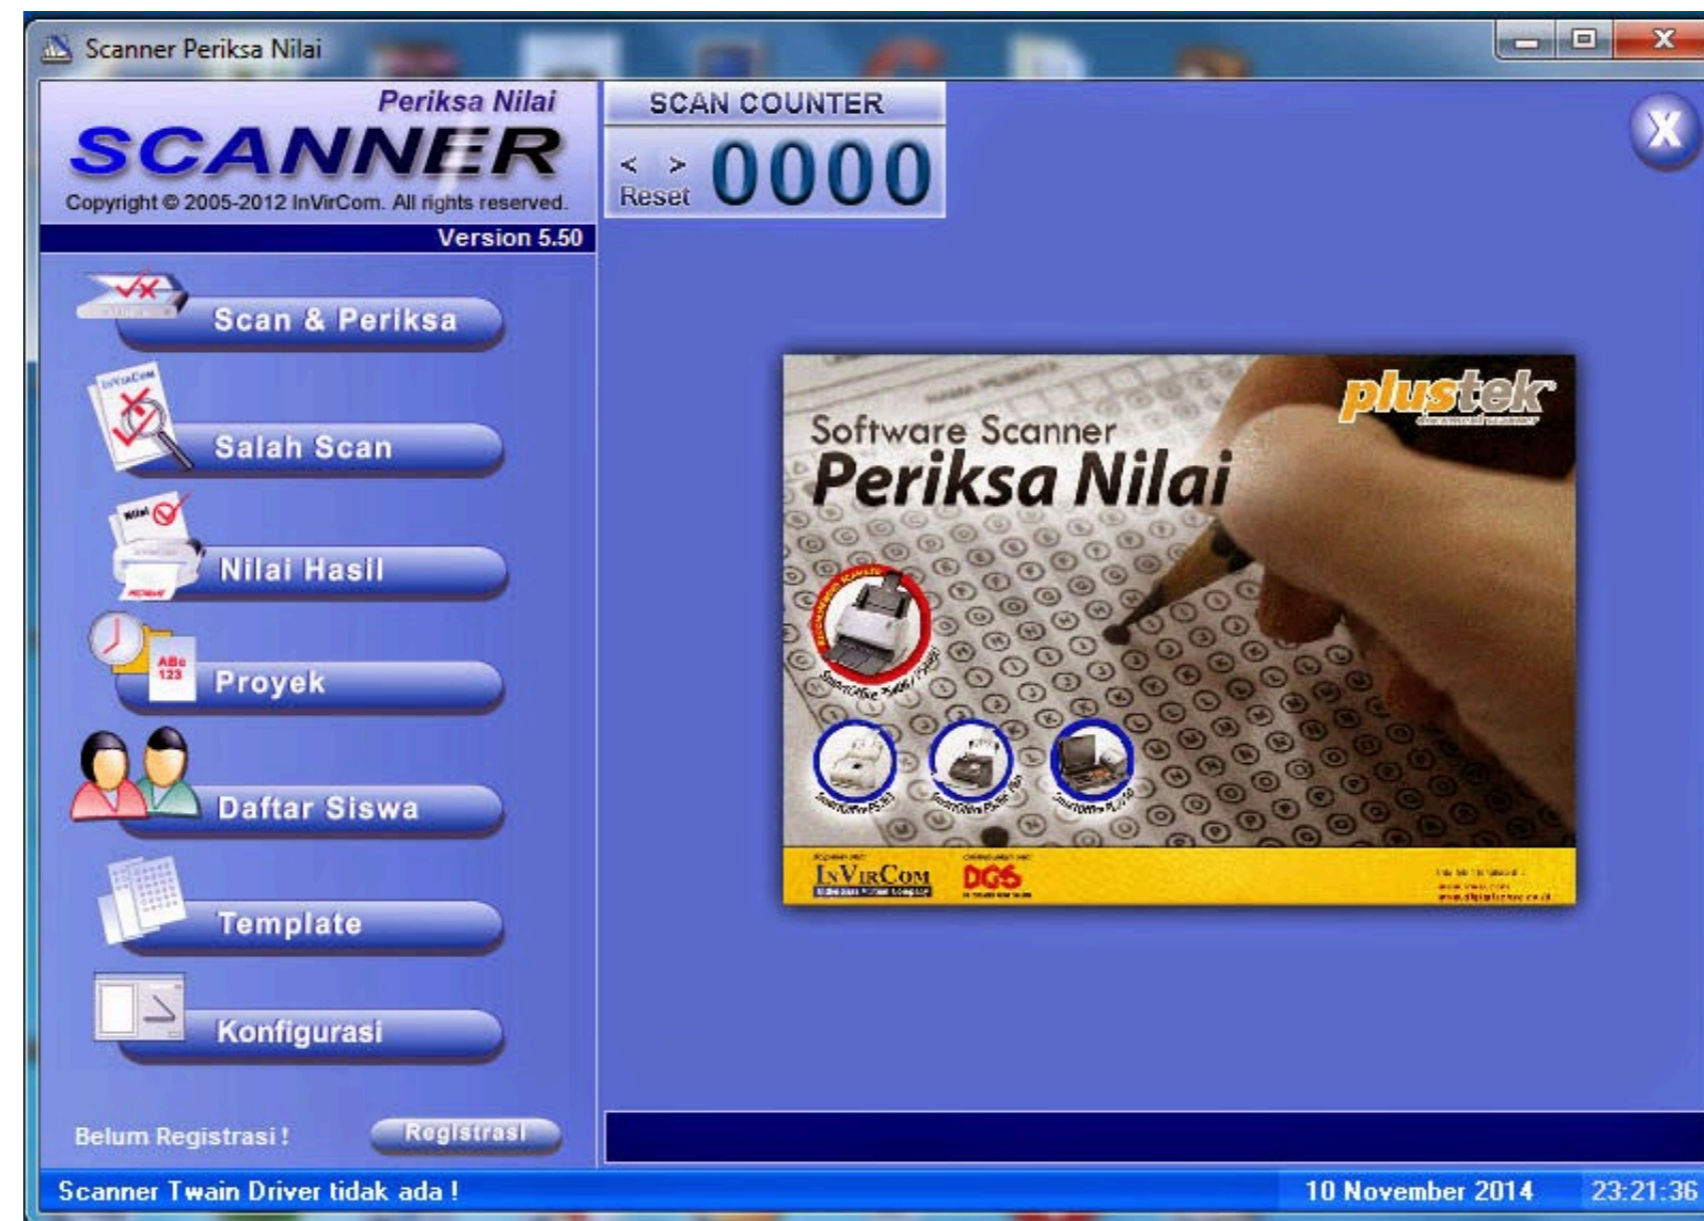 Scanner Periksa Nilai
X
Periksa Nilai
SCANNER
Copyright © 2005-2012 InVirCom. All rights reserved.
Version 5.50
SCAN COUNTER
< > 0000
Reset
X
Scan & Periksa
InVirCom
Salah Scan
Nilai
Nilai Hasil
ABc
123
Proyek
Daftar Siswa
Template
Konfigurasi
Belum Registrasi !
Registrasi
plustek
Software Scanner
Periksa Nilai
InVirCom
DGS
Scanner Twain Driver tidak ada !
10 November 2014
23:21:36